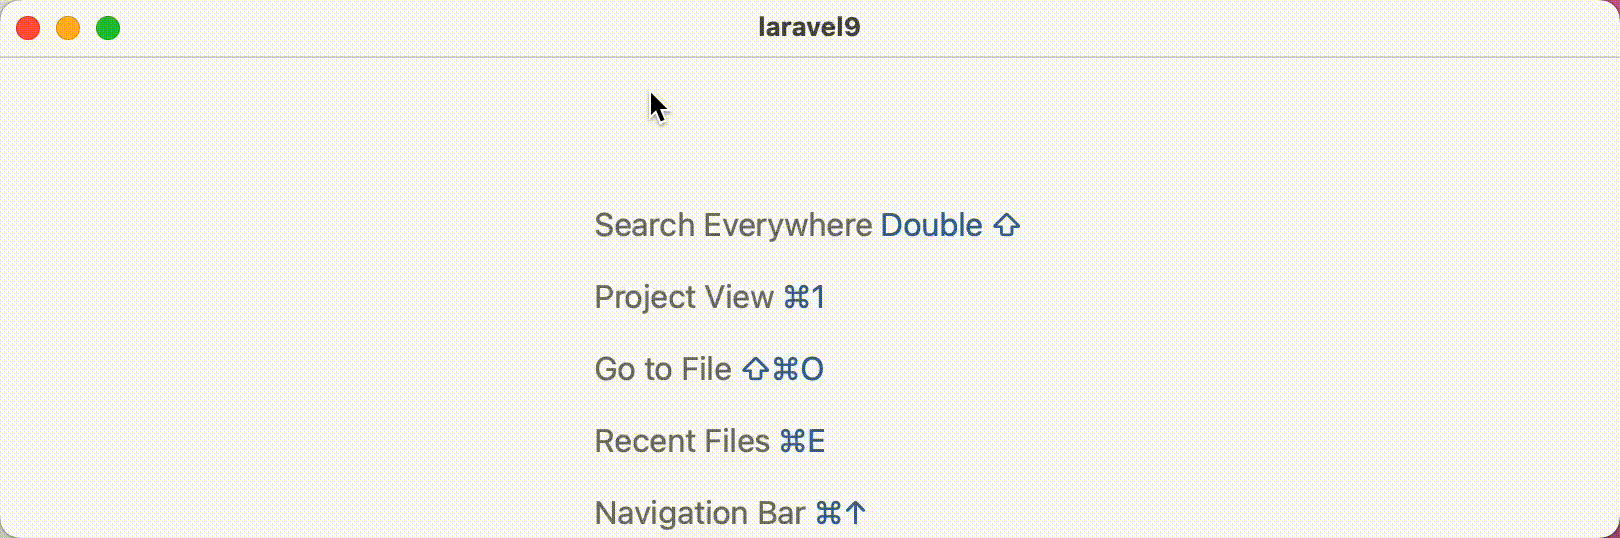 laravel9
Search Everywhere Double ⇧
Project View ⌘1
Go to File ⇧⌘O
Recent Files ⌘E
Navigation Bar ⌘↑